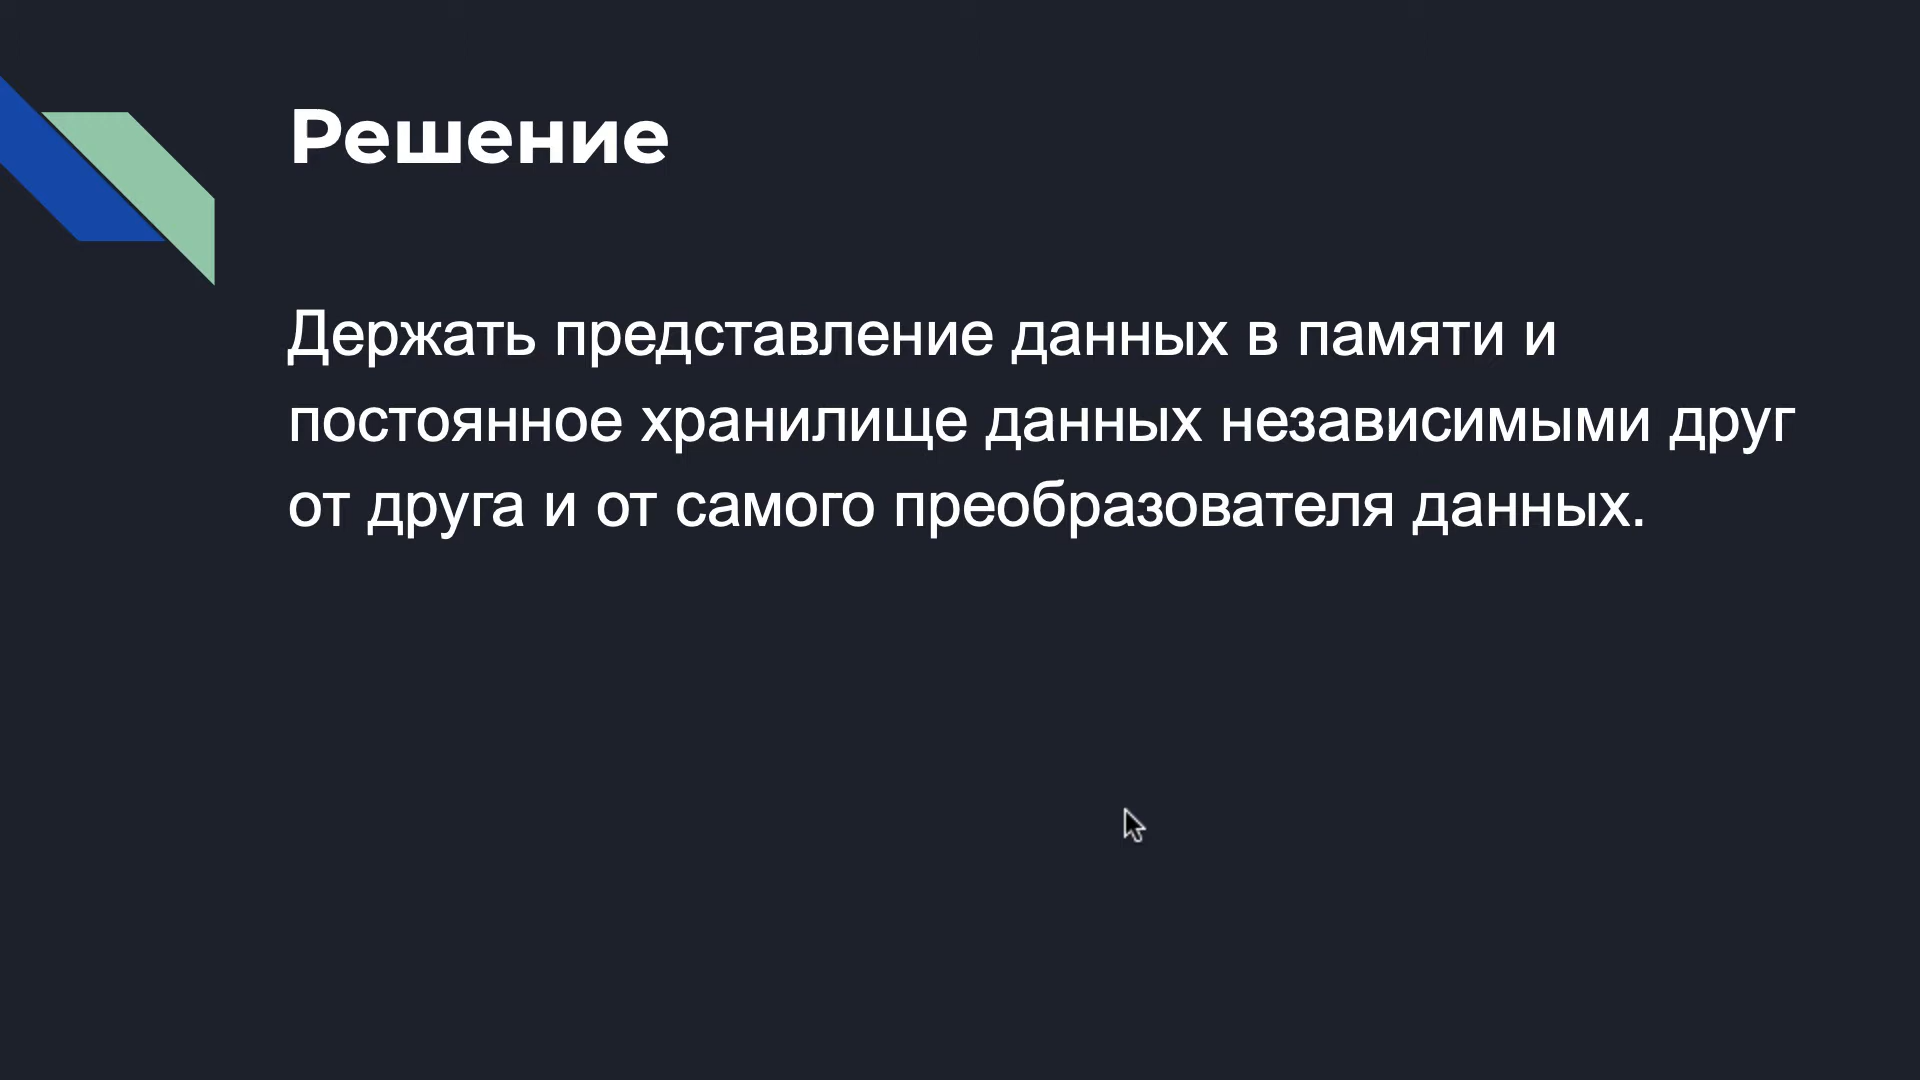 Решение
Держать представление данных в памяти и
постоянное хранилище данных независимыми друг
от друга и от самого преобразователя данных.